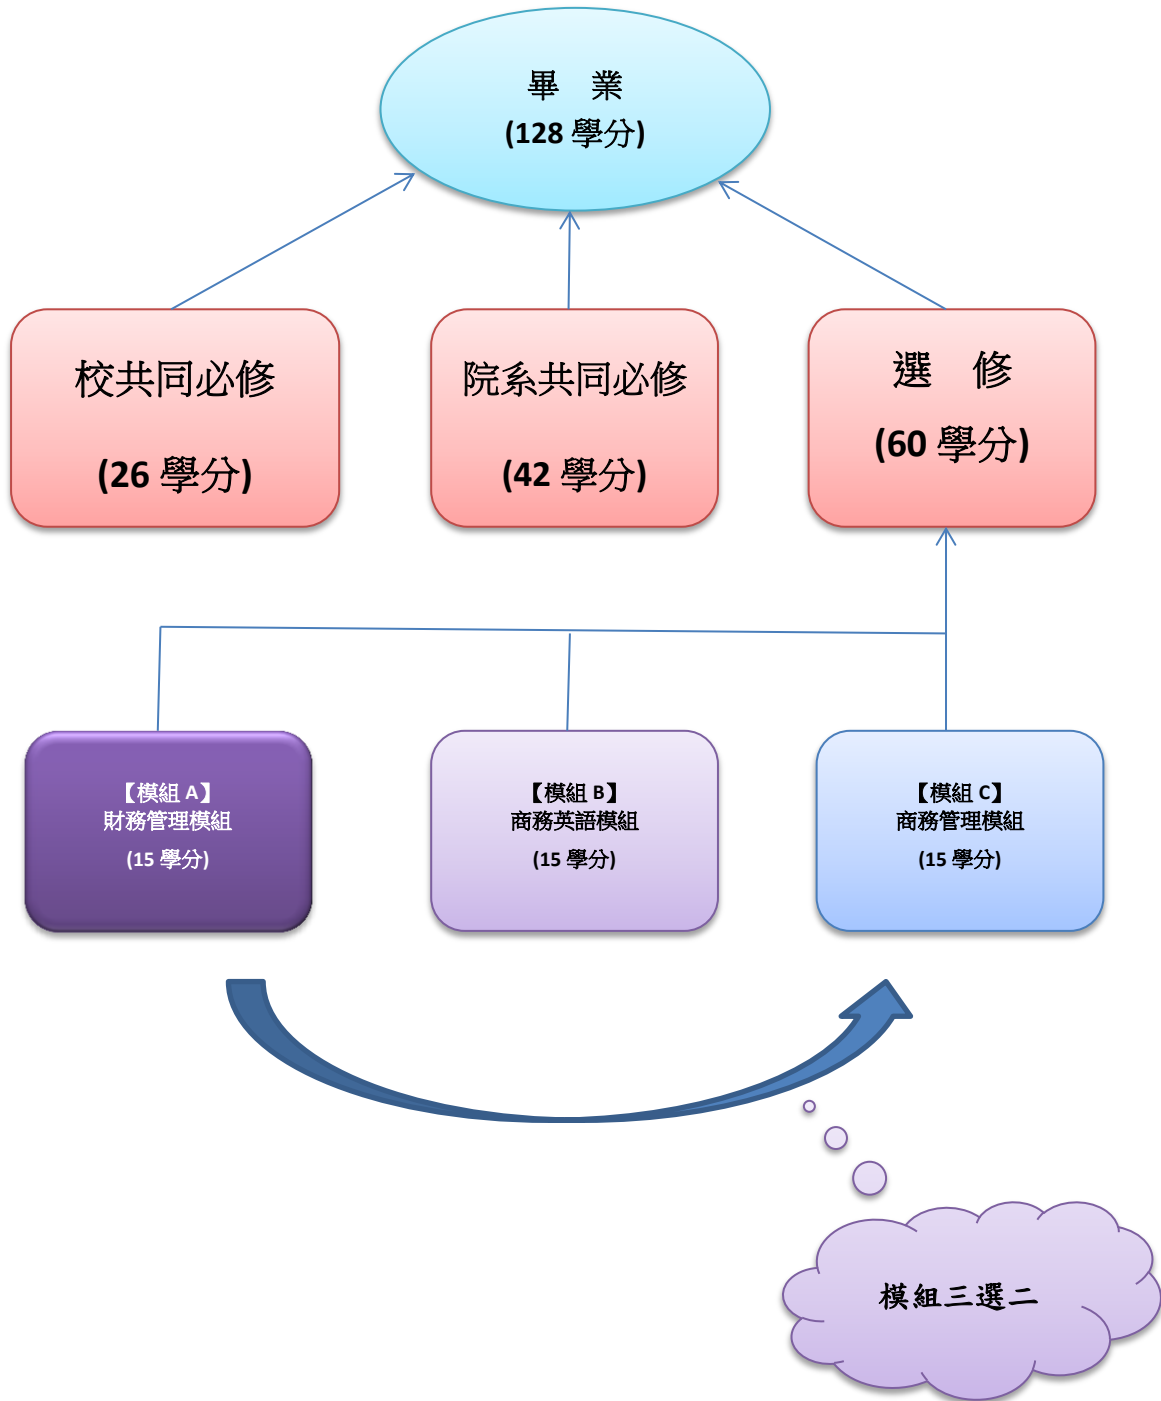 畢　業
(128 學分)
校共同必修
(26 學分)
院系共同必修
(42 學分)
選　修
(60 學分)
【模組 A】
財務管理模組
(15 學分)
【模組 B】
商務英語模組
(15 學分)
【模組 C】
商務管理模組
(15 學分)
模組三選二